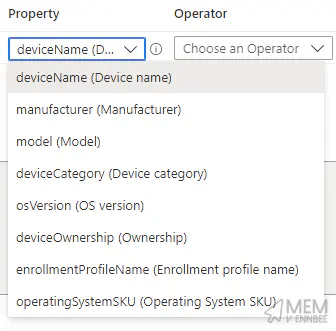 Property Operator
deviceName (D... Choose an Operator
deviceName (Device name)
manufacturer (Manufacturer)
model (Model)
deviceCategory (Device category)
osVersion (OS version)
deviceOwnership (Ownership)
enrollmentProfileName (Enrollment profile name)
operatingSystemSKU (Operating System SKU)
MEM
VENNBEE